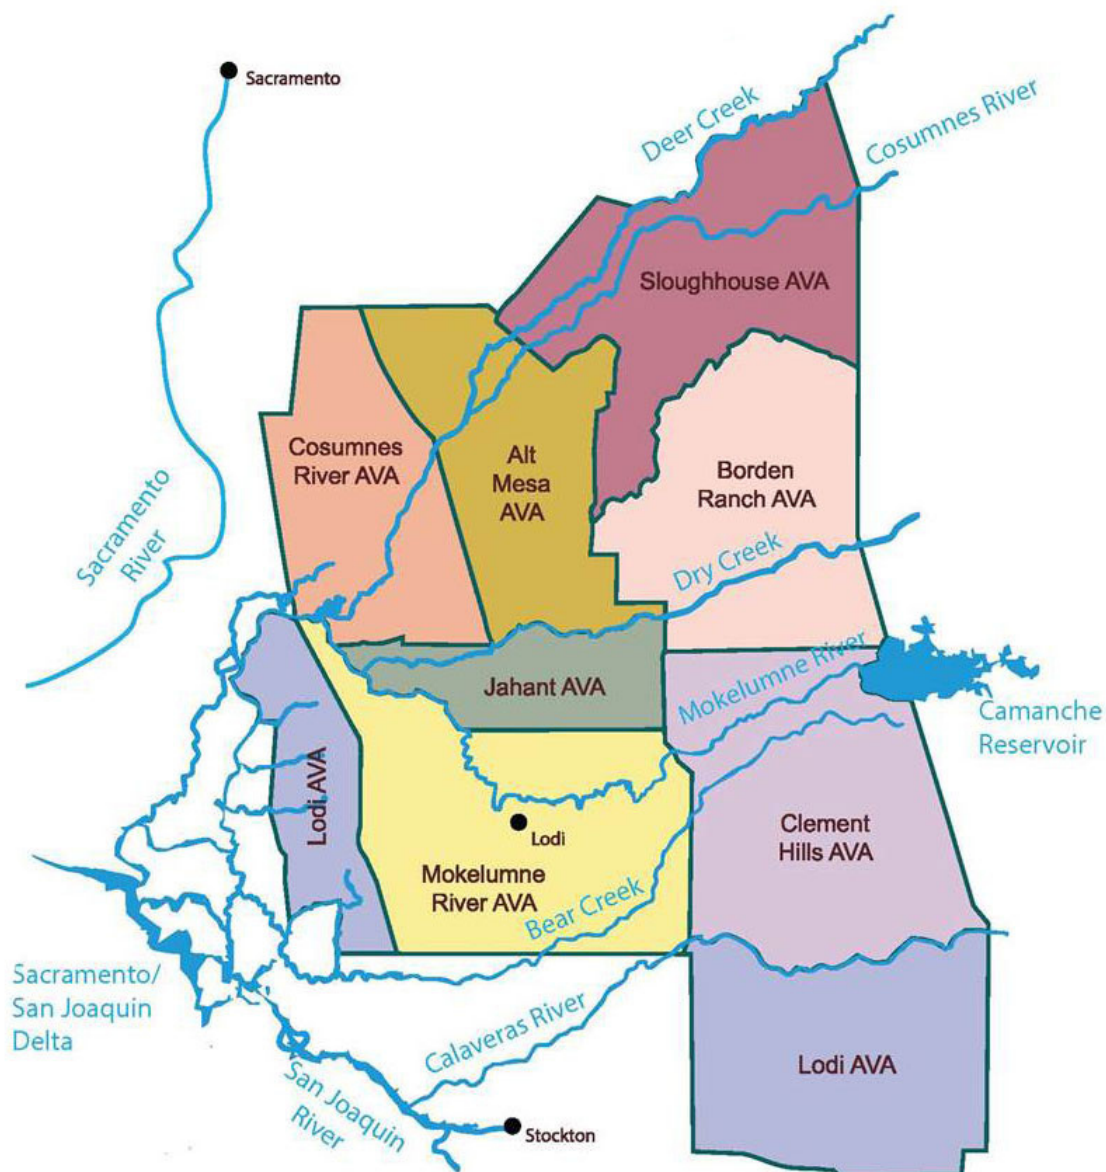 Sacramento
Deer Creek
Cosumnes River
Sloughhouse AVA
Cosumnes
River AVA
Alt
Mesa
AVA
Borden
Ranch AVA
Sacramento
River
Dry Creek
Jahant AVA
Mokelumne River
Camanche
Reservoir
Lodi AVA
Lodi
Clement
Hills AVA
Mokelumne
River AVA
Bear Creek
Sacramento/
San Joaquin
Delta
Calaveras River
San Joaquin
River
Lodi AVA
Stockton